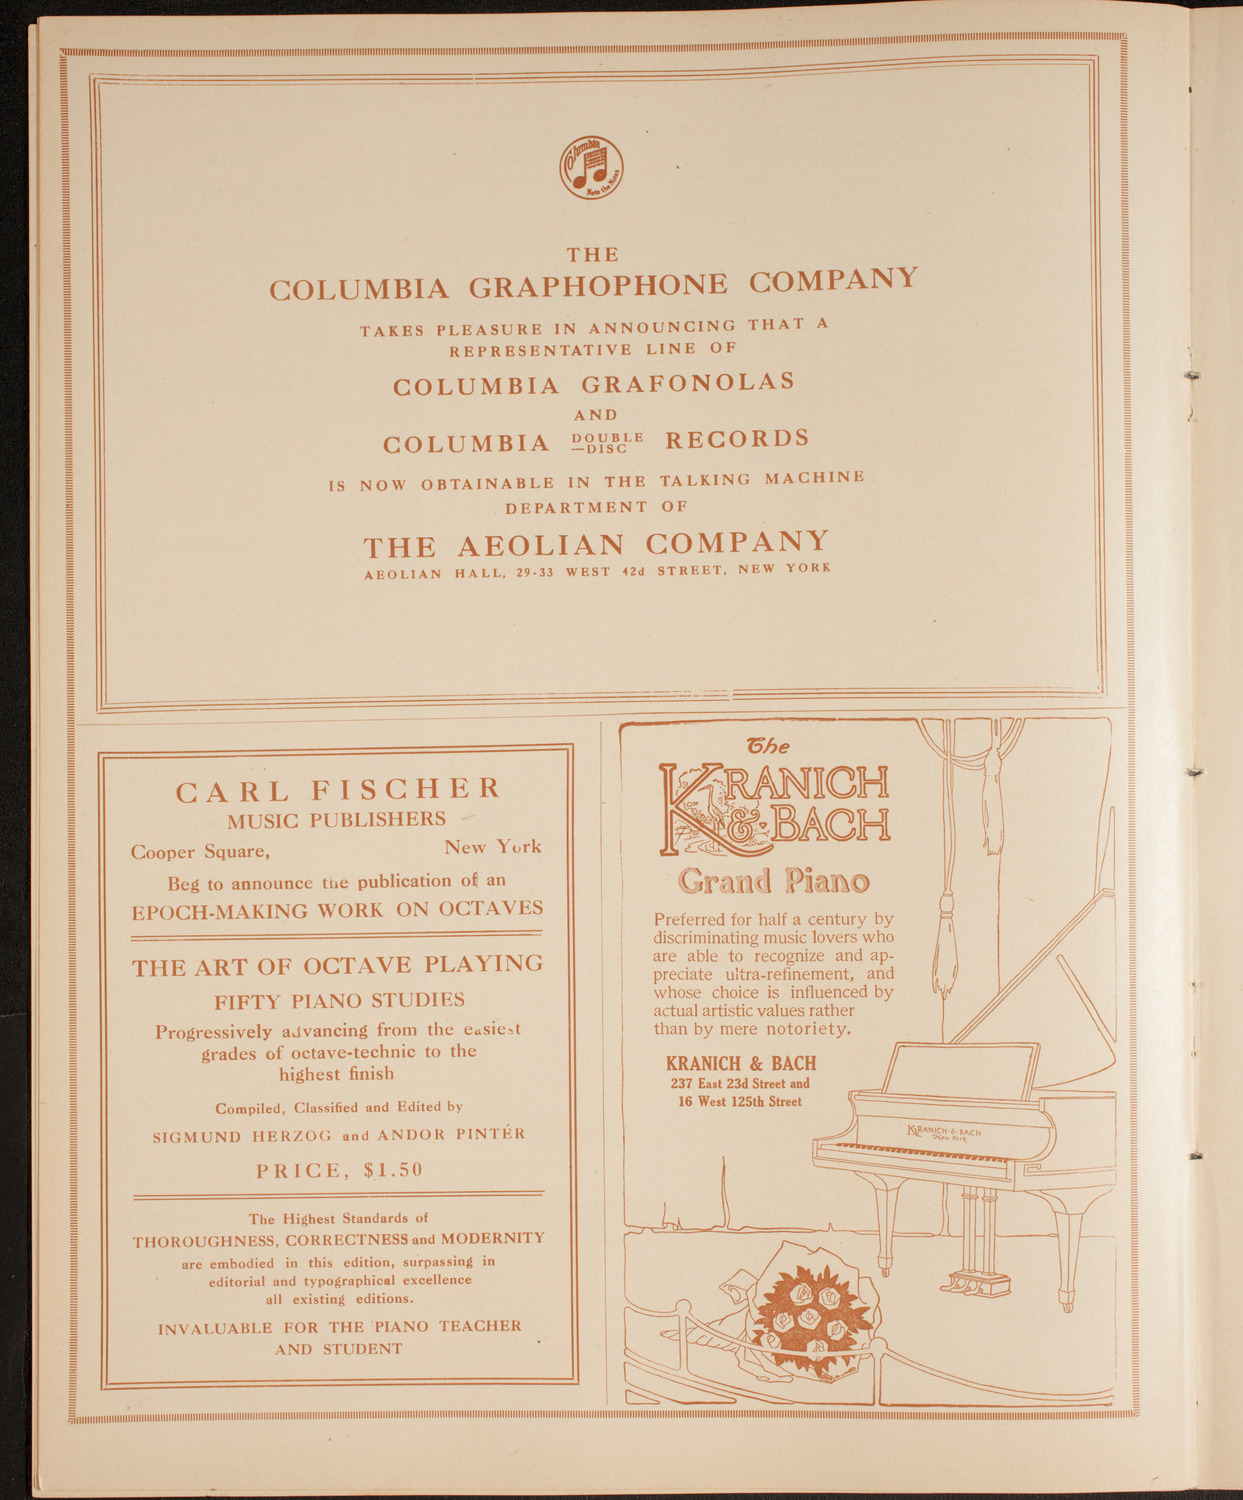 Columbia
Note the Notes
THE
COLUMBIA GRAPHOPHONE COMPANY
TAKES PLEASURE IN ANNOUNCING THAT A
REPRESENTATIVE LINE OF
COLUMBIA GRAFONOLAS
AND
COLUMBIA DOUBLE-DISC RECORDS
IS NOW OBTAINABLE IN THE TALKING MACHINE
DEPARTMENT OF
THE AEOLIAN COMPANY
AEOLIAN HALL, 29-33 WEST 42d STREET, NEW YORK
CARL FISCHER
MUSIC PUBLISHERS
Cooper Square, New York
Beg to announce the publication of an
EPOCH-MAKING WORK ON OCTAVES
THE ART OF OCTAVE PLAYING
FIFTY PIANO STUDIES
Progressively advancing from the easiest
grades of octave-technic to the
highest finish
Compiled, Classified and Edited by
SIGMUND HERZOG and ANDOR PINTÉR
PRICE, $1.50
The Highest Standards of
THOROUGHNESS, CORRECTNESS and MODERNITY
are embodied in this edition, surpassing in
editorial and typographical excellence
all existing editions.
INVALUABLE FOR THE PIANO TEACHER
AND STUDENT
The
KRANICH
& BACH
Grand Piano
Preferred for half a century by
discriminating music lovers who
are able to recognize and ap-
preciate ultra-refinement, and
whose choice is influenced by
actual artistic values rather
than by mere notoriety.
KRANICH & BACH
237 East 23d Street and
16 West 125th Street
KRANICH-&-BACH
New York